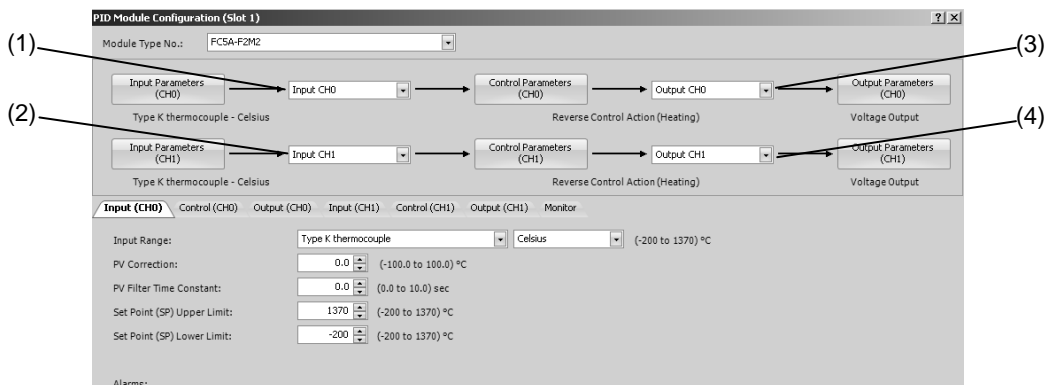 PID Module Configuration (Slot 1)
? X
Module Type No.: FC5A-F2M2
(1)
(3)
Input Parameters (CH0)
Input CH0
Control Parameters (CH0)
Output CH0
Output Parameters (CH0)
Type K thermocouple - Celsius
Reverse Control Action (Heating)
Voltage Output
(2)
(4)
Input Parameters (CH1)
Input CH1
Control Parameters (CH1)
Output CH1
Output Parameters (CH1)
Type K thermocouple - Celsius
Reverse Control Action (Heating)
Voltage Output
Input (CH0) Control (CH0) Output (CH0) Input (CH1) Control (CH1) Output (CH1) Monitor
Input Range: Type K thermocouple Celsius (-200 to 1370) °C
PV Correction: 0.0 (-100.0 to 100.0) °C
PV Filter Time Constant: 0.0 (0.0 to 10.0) sec
Set Point (SP) Upper Limit: 1370 (-200 to 1370) °C
Set Point (SP) Lower Limit: -200 (-200 to 1370) °C
Alarms: